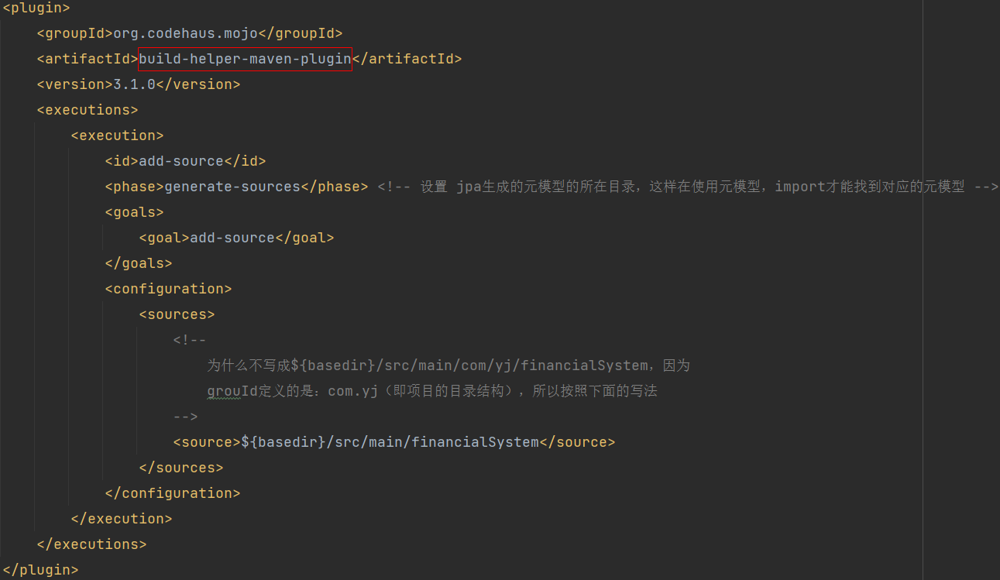 <plugin>
<groupId>org.codehaus.mojo</groupId>
<artifactId>build-helper-maven-plugin</artifactId>
<version>3.1.0</version>
<executions>
<execution>
<id>add-source</id>
<phase>generate-sources</phase> <!-- 设置 jpa生成的元模型的所在目录，这样在使用元模型，import才能找到对应的元模型 -->
<goals>
<goal>add-source</goal>
</goals>
<configuration>
<sources>
<!--
为什么不写成${basedir}/src/main/com/yj/financialSystem，因为
grouId定义的是：com.yj（即项目的目录结构），所以按照下面的写法
-->
<source>${basedir}/src/main/financialSystem</source>
</sources>
</configuration>
</execution>
</executions>
</plugin>